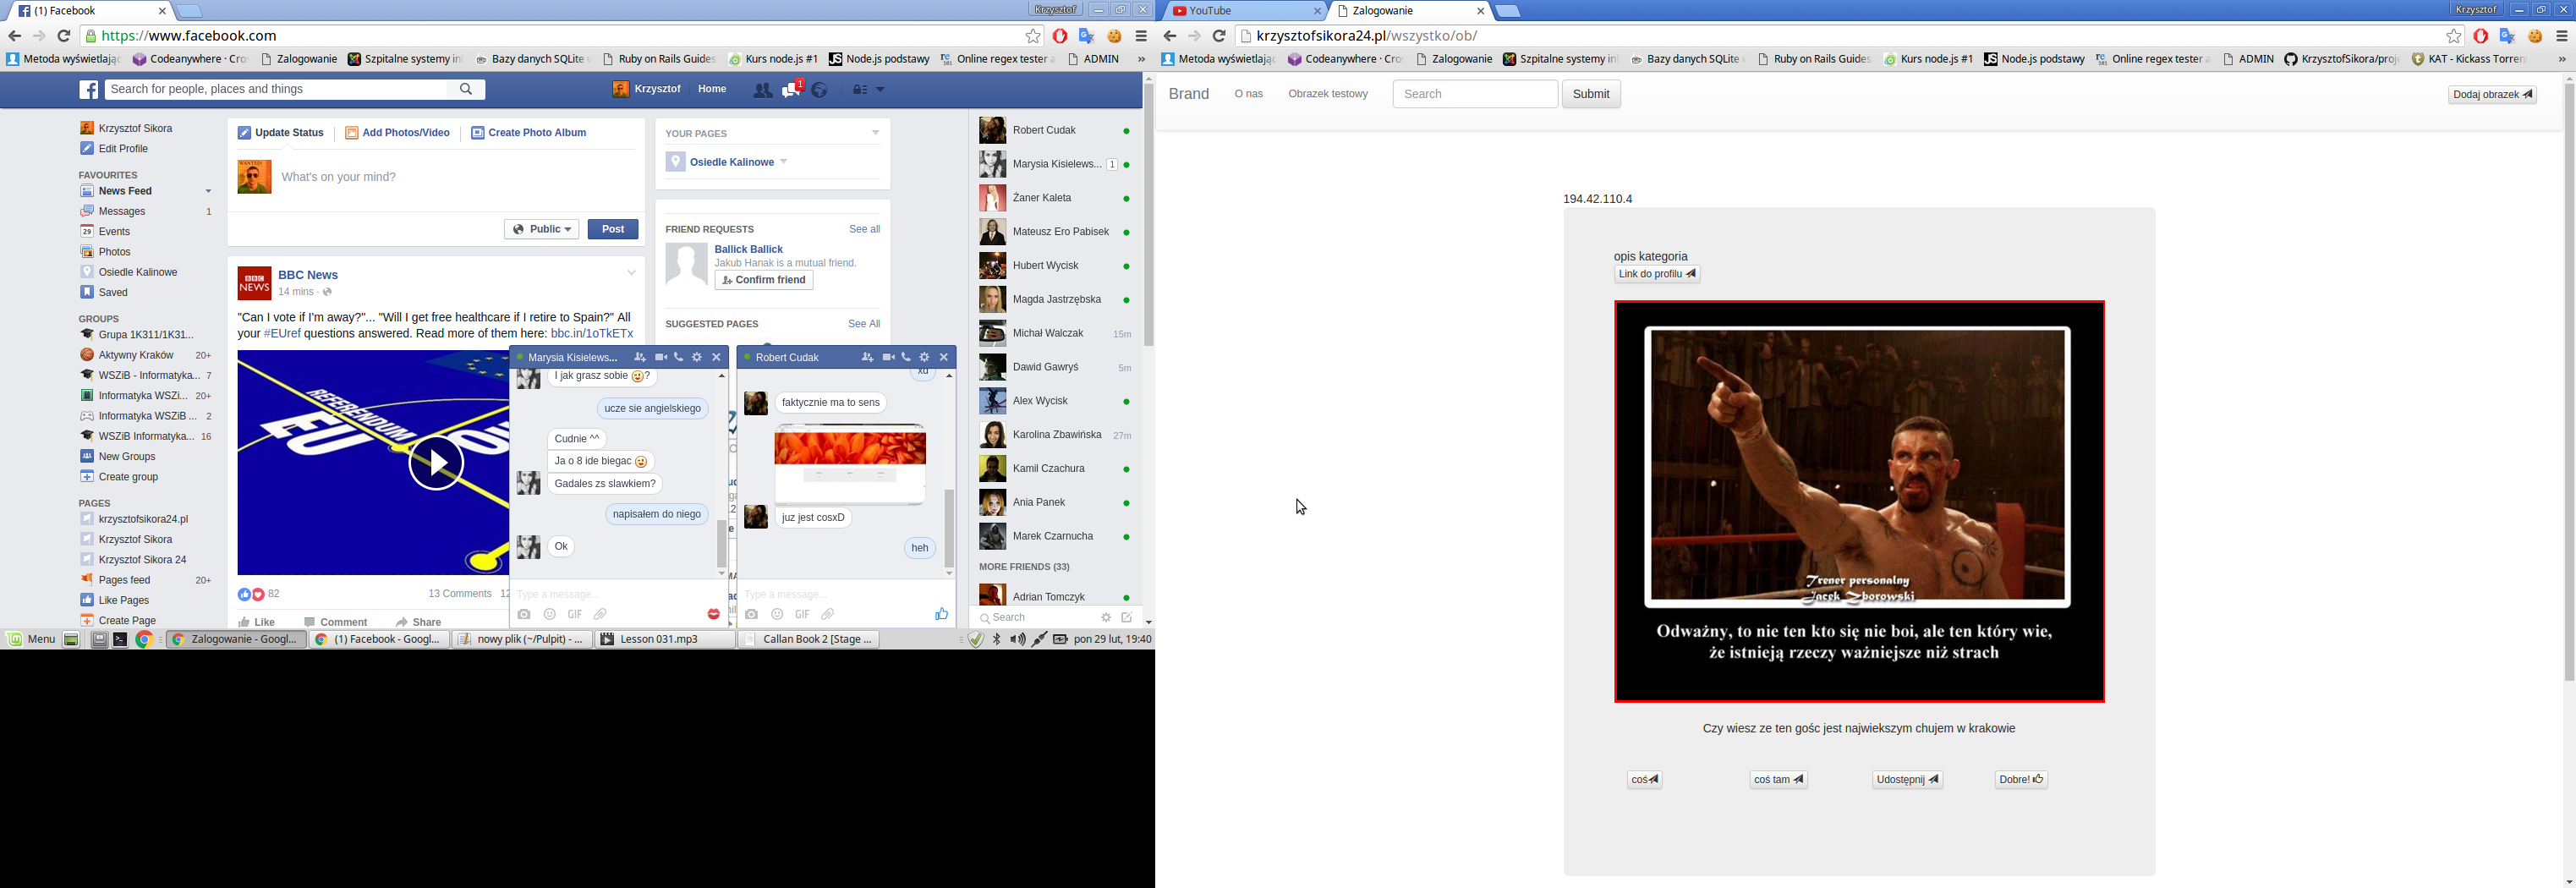 (1) Facebook
Krzysztof
https://www.facebook.com
Codeanywhere · Cro
Zalogowanie
Szpitalne systemy in
Bazy danych SQLite
Ruby on Rails Guides
Kurs node.js #1
Node.js podstawy
Online regex tester a
ADMIN
»
Search for people, places and things
Krzysztof
Home
1
Krzysztof Sikora
Edit Profile
FAVOURITES
News Feed
Messages 1
Events
Photos
Osiedle Kalinowe
Saved
GROUPS
Grupa 1K311/1K31...
Aktywny Kraków 20+
WSZiB - Informatyka... 7
Informatyka WSZi... 20+
Informatyka WSZiB ... 2
WSZiB Informatyka... 16
New Groups
Create group
PAGES
krzysztofsikora24.pl
Krzysztof Sikora
Krzysztof Sikora 24
Pages feed 20+
Like Pages
Create Page
Update Status
Add Photos/Video
Create Photo Album
WANTED
What's on your mind?
Public
Post
BBC NEWS
BBC News
14 mins ·
"Can I vote if I'm away?"... "Will I get free healthcare if I retire to Spain?" All
your #EUref questions answered. Read more of them here: bbc.in/1oTkETx
REFERENDUM
EU
82
13 Comments 12
Like
Comment
Share
YOUR PAGES
Osiedle Kalinowe
FRIEND REQUESTS
See all
Ballick Ballick
Jakub Hanak is a mutual friend.
Confirm friend
SUGGESTED PAGES
See All
Marysia Kisielews...
I jak grasz sobie ?
ucze sie angielskiego
Cudnie ^^
Ja o 8 ide biegac
Gadales zs slawkiem?
napisałem do niego
Ok
Type a message...
GIF
Robert Cudak
xd
faktycznie ma to sens
juz jest cosxD
heh
Type a message...
GIF
Robert Cudak
Marysia Kisielews... 1
Żaner Kaleta
Mateusz Ero Pabisek
Hubert Wycisk
Magda Jastrzębska
Michał Walczak 15m
Dawid Gawryś 5m
Alex Wycisk
Karolina Zbawińska 27m
Kamil Czachura
Ania Panek
Marek Czarnucha
MORE FRIENDS (33)
Adrian Tomczyk
Search
Menu
Zalogowanie - Googl...
(1) Facebook - Googl...
nowy plik (~/Pulpit) - ...
Lesson 031.mp3
Callan Book 2 [Stage ...
pon 29 lut, 19:40
YouTube
Zalogowanie
Krzysztof
krzysztofsikora24.pl/wszystko/ob/
Codeanywhere · Cro
Zalogowanie
Szpitalne systemy in
Bazy danych SQLite
Ruby on Rails Guides
Kurs node.js #1
Node.js podstawy
Online regex tester a
ADMIN
KrzysztofSikora/proj
KAT - Kickass Torren
»
Brand
O nas
Obrazek testowy
Search
Submit
Dodaj obrazek
194.42.110.4
opis kategoria
Link do profilu
Trener personalny
Jacek Zborowski
Odważny, to nie ten kto się nie boi, ale ten który wie,
że istnieją rzeczy ważniejsze niż strach
Czy wiesz ze ten gośc jest najwiekszym chujem w krakowie
coś
coś tam
Udostępnij
Dobre!